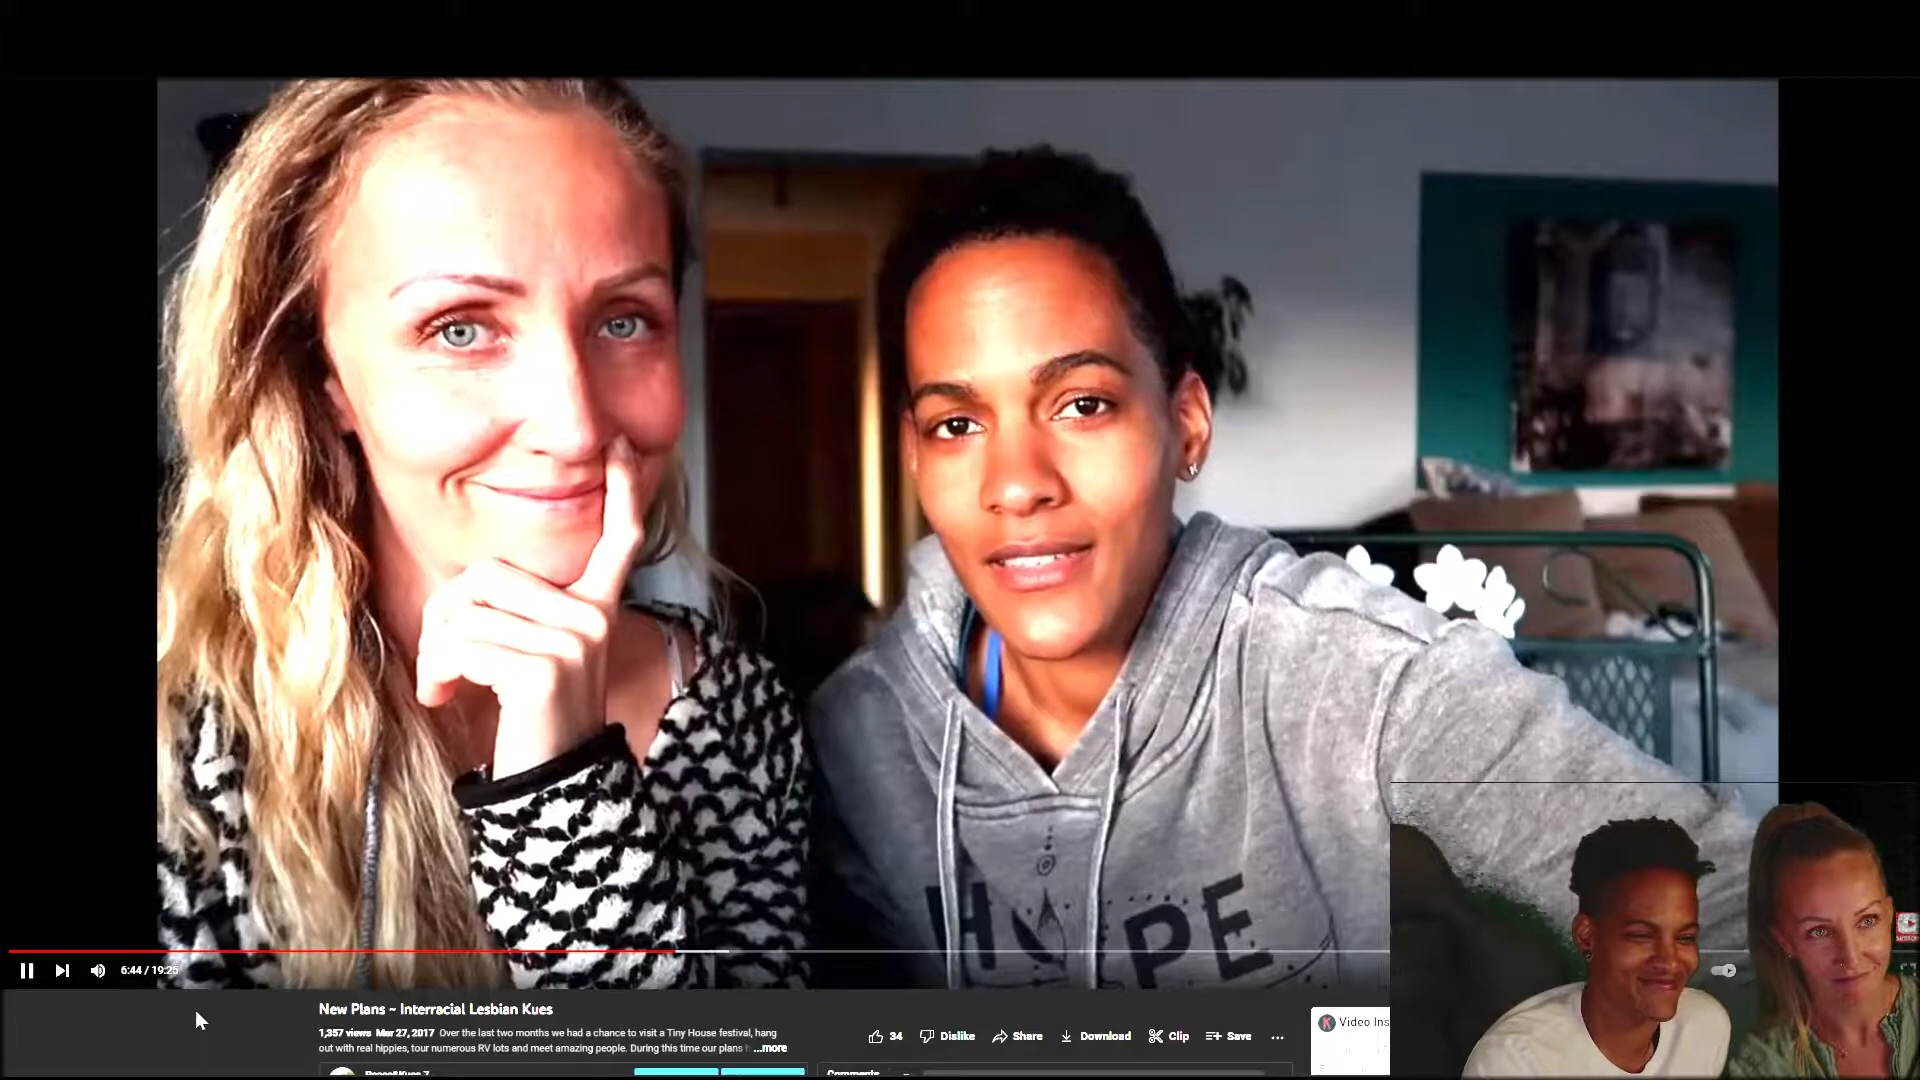 HOPE
6:44 / 19:25
New Plans ~ Interracial Lesbian Kues
1,357 views Mar 27, 2017 Over the last two months we had a chance to visit a Tiny House festival, hang
out with real hippies, tour numerous RV lots and meet amazing people. During this time our plans h ...more
34
Dislike
Share
Download
Clip
Save
Video Ins
Comments